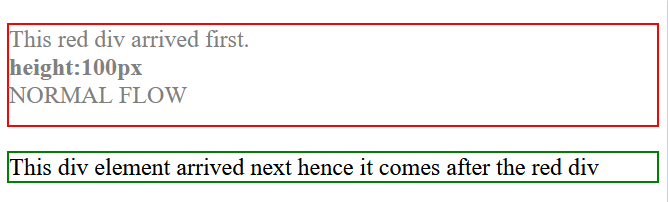 This red div arrived first.
height:100px
NORMAL FLOW
This div element arrived next hence it comes after the red div